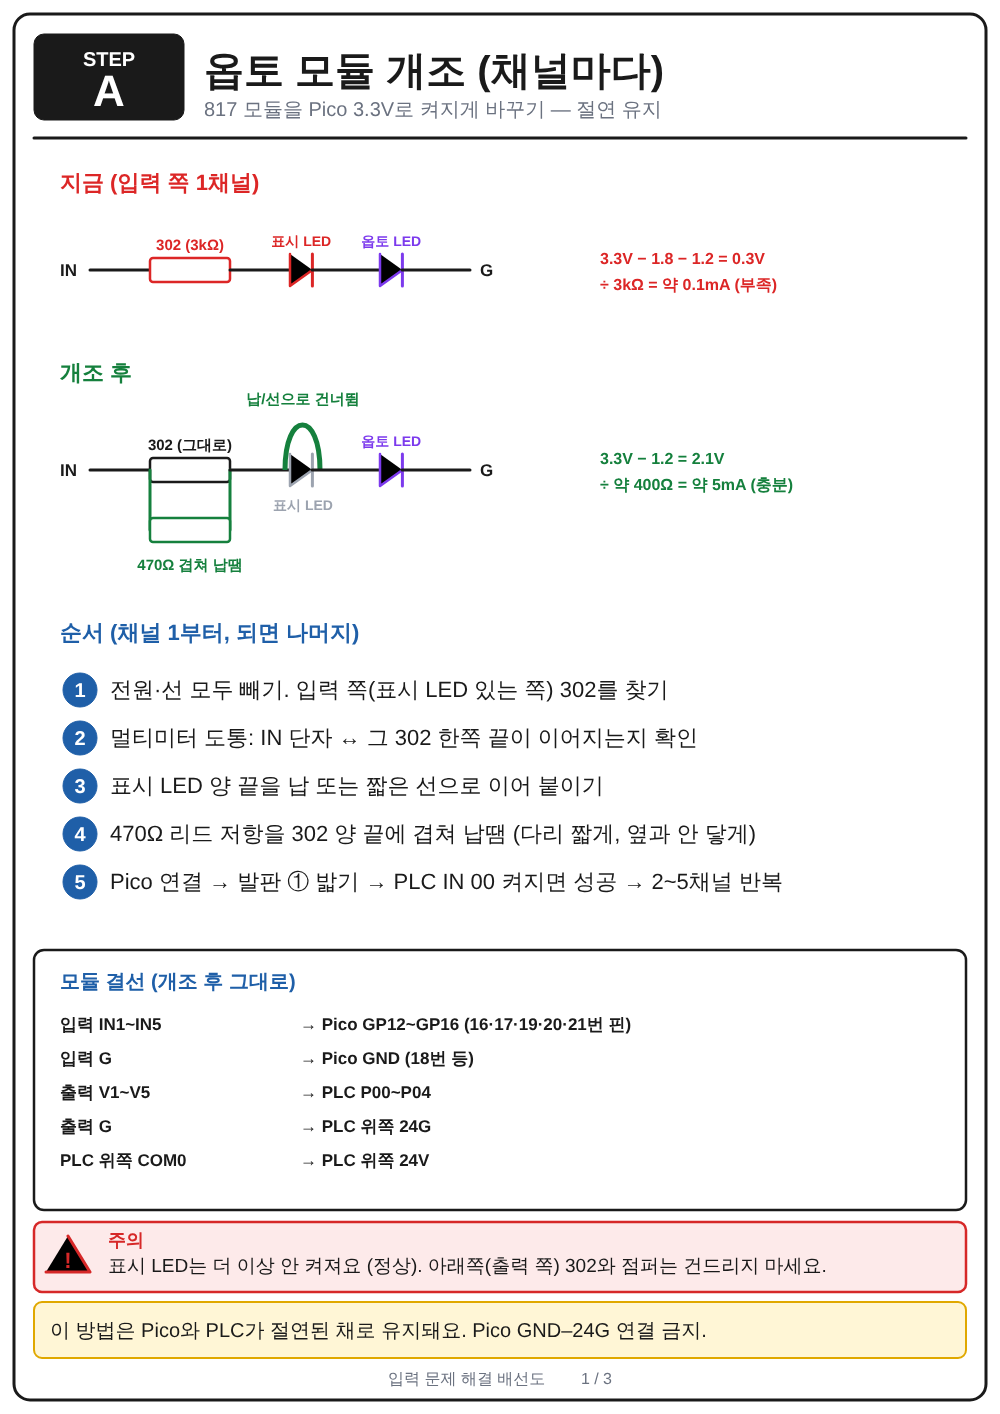 STEP
A
옵토 모듈 개조 (채널마다)
817 모듈을 Pico 3.3V로 켜지게 바꾸기 — 절연 유지
지금 (입력 쪽 1채널)
302 (3kΩ)
표시 LED
옵토 LED
IN
G
3.3V − 1.8 − 1.2 = 0.3V
÷ 3kΩ = 약 0.1mA (부족)
개조 후
납/선으로 건너뜀
302 (그대로)
옵토 LED
IN
G
표시 LED
470Ω 겹쳐 납땜
3.3V − 1.2 = 2.1V
÷ 약 400Ω = 약 5mA (충분)
순서 (채널 1부터, 되면 나머지)
1 전원·선 모두 빼기. 입력 쪽(표시 LED 있는 쪽) 302를 찾기
2 멀티미터 도통: IN 단자 ↔ 그 302 한쪽 끝이 이어지는지 확인
3 표시 LED 양 끝을 납 또는 짧은 선으로 이어 붙이기
4 470Ω 리드 저항을 302 양 끝에 겹쳐 납땜 (다리 짧게, 옆과 안 닿게)
5 Pico 연결 → 발판 ① 밟기 → PLC IN 00 켜지면 성공 → 2~5채널 반복
모듈 결선 (개조 후 그대로)
입력 IN1~IN5 → Pico GP12~GP16 (16·17·19·20·21번 핀)
입력 G → Pico GND (18번 등)
출력 V1~V5 → PLC P00~P04
출력 G → PLC 위쪽 24G
PLC 위쪽 COM0 → PLC 위쪽 24V
!
주의
표시 LED는 더 이상 안 켜져요 (정상). 아래쪽(출력 쪽) 302와 점퍼는 건드리지 마세요.
이 방법은 Pico와 PLC가 절연된 채로 유지돼요. Pico GND–24G 연결 금지.
입력 문제 해결 배선도 1 / 3